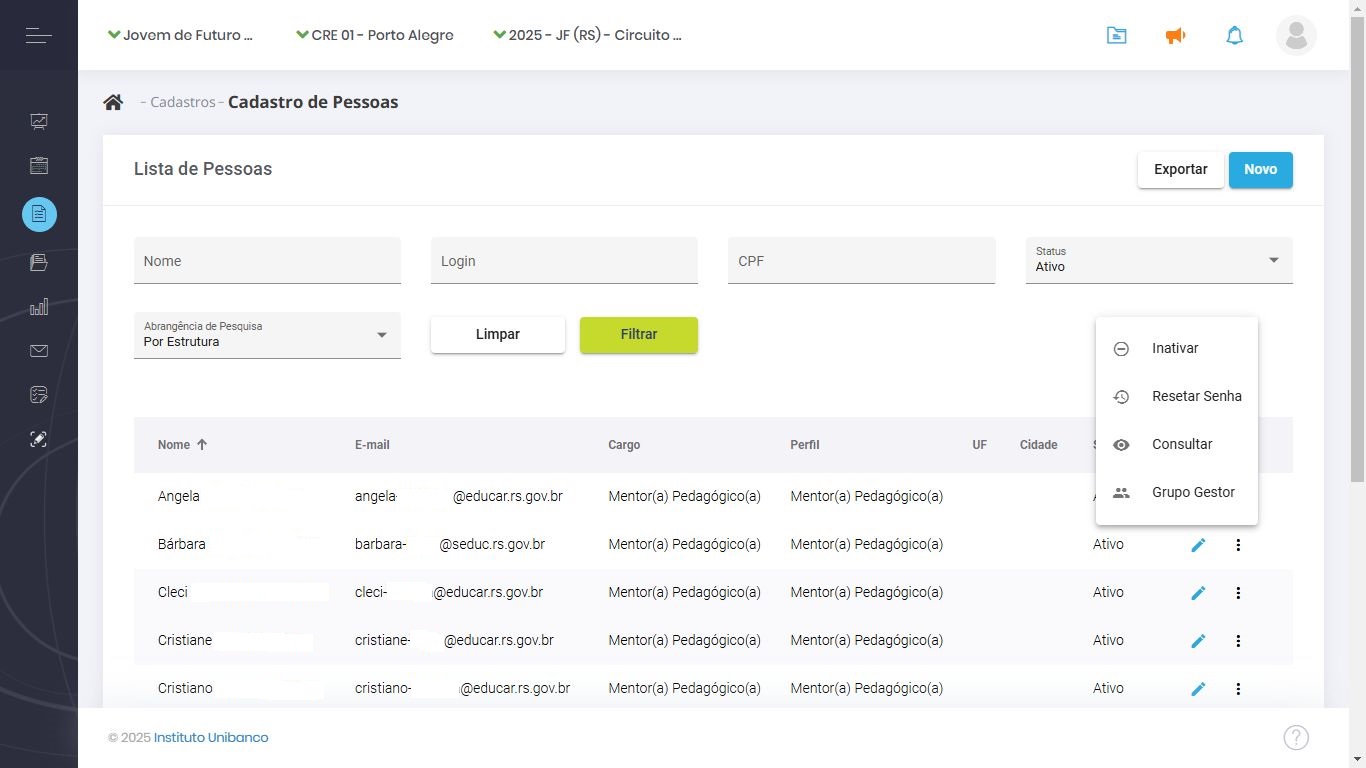 Jovem de Futuro ... CRE 01 - Porto Alegre 2025 - JF (RS) - Circuito ...
- Cadastros - Cadastro de Pessoas
Lista de Pessoas Exportar Novo
Nome Login CPF Status
Ativo
Abrangência de Pesquisa
Por Estrutura Limpar Filtrar
Inativar
Resetar Senha
Consultar
Grupo Gestor
Nome E-mail Cargo Perfil UF Cidade
Angela angela- @educar.rs.gov.br Mentor(a) Pedagógico(a) Mentor(a) Pedagógico(a)
Bárbara barbara- @seduc.rs.gov.br Mentor(a) Pedagógico(a) Mentor(a) Pedagógico(a) Ativo
Cleci cleci- @educar.rs.gov.br Mentor(a) Pedagógico(a) Mentor(a) Pedagógico(a) Ativo
Cristiane cristiane- @educar.rs.gov.br Mentor(a) Pedagógico(a) Mentor(a) Pedagógico(a) Ativo
Cristiano cristiano- @educar.rs.gov.br Mentor(a) Pedagógico(a) Mentor(a) Pedagógico(a) Ativo
© 2025 Instituto Unibanco ?